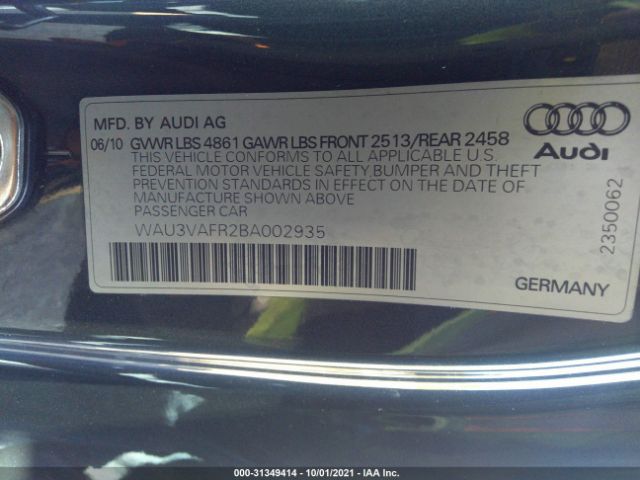 MFD. BY AUDI AG
06/10 GVWR LBS 4861 GAWR LBS FRONT 2513/REAR 2458
THIS VEHICLE CONFORMS TO ALL APPLICABLE U.S.
FEDERAL MOTOR VEHICLE SAFETY BUMPER AND THEFT
PREVENTION STANDARDS IN EFFECT ON THE DATE OF
MANUFACTURE SHOWN ABOVE
PASSENGER CAR
WAU3VAFR2BA002935
Audi
2350062
GERMANY
000-31349414 - 10/01/2021 - IAA Inc.